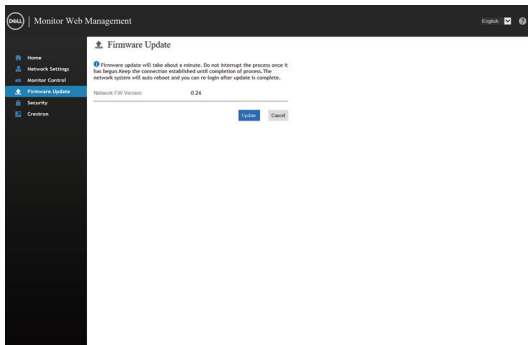 DELL | Monitor Web Management
English
Home
Network Settings
Monitor Control
Firmware Update
Security
Crestron
Firmware Update
Firmware update will take about a minute. Do not interrupt the process once it
has begun.Keep the connection established until completion of process.The
network system will auto reboot and you can re-login after update is complete.
Network FW Version 0.24
Update Cancel